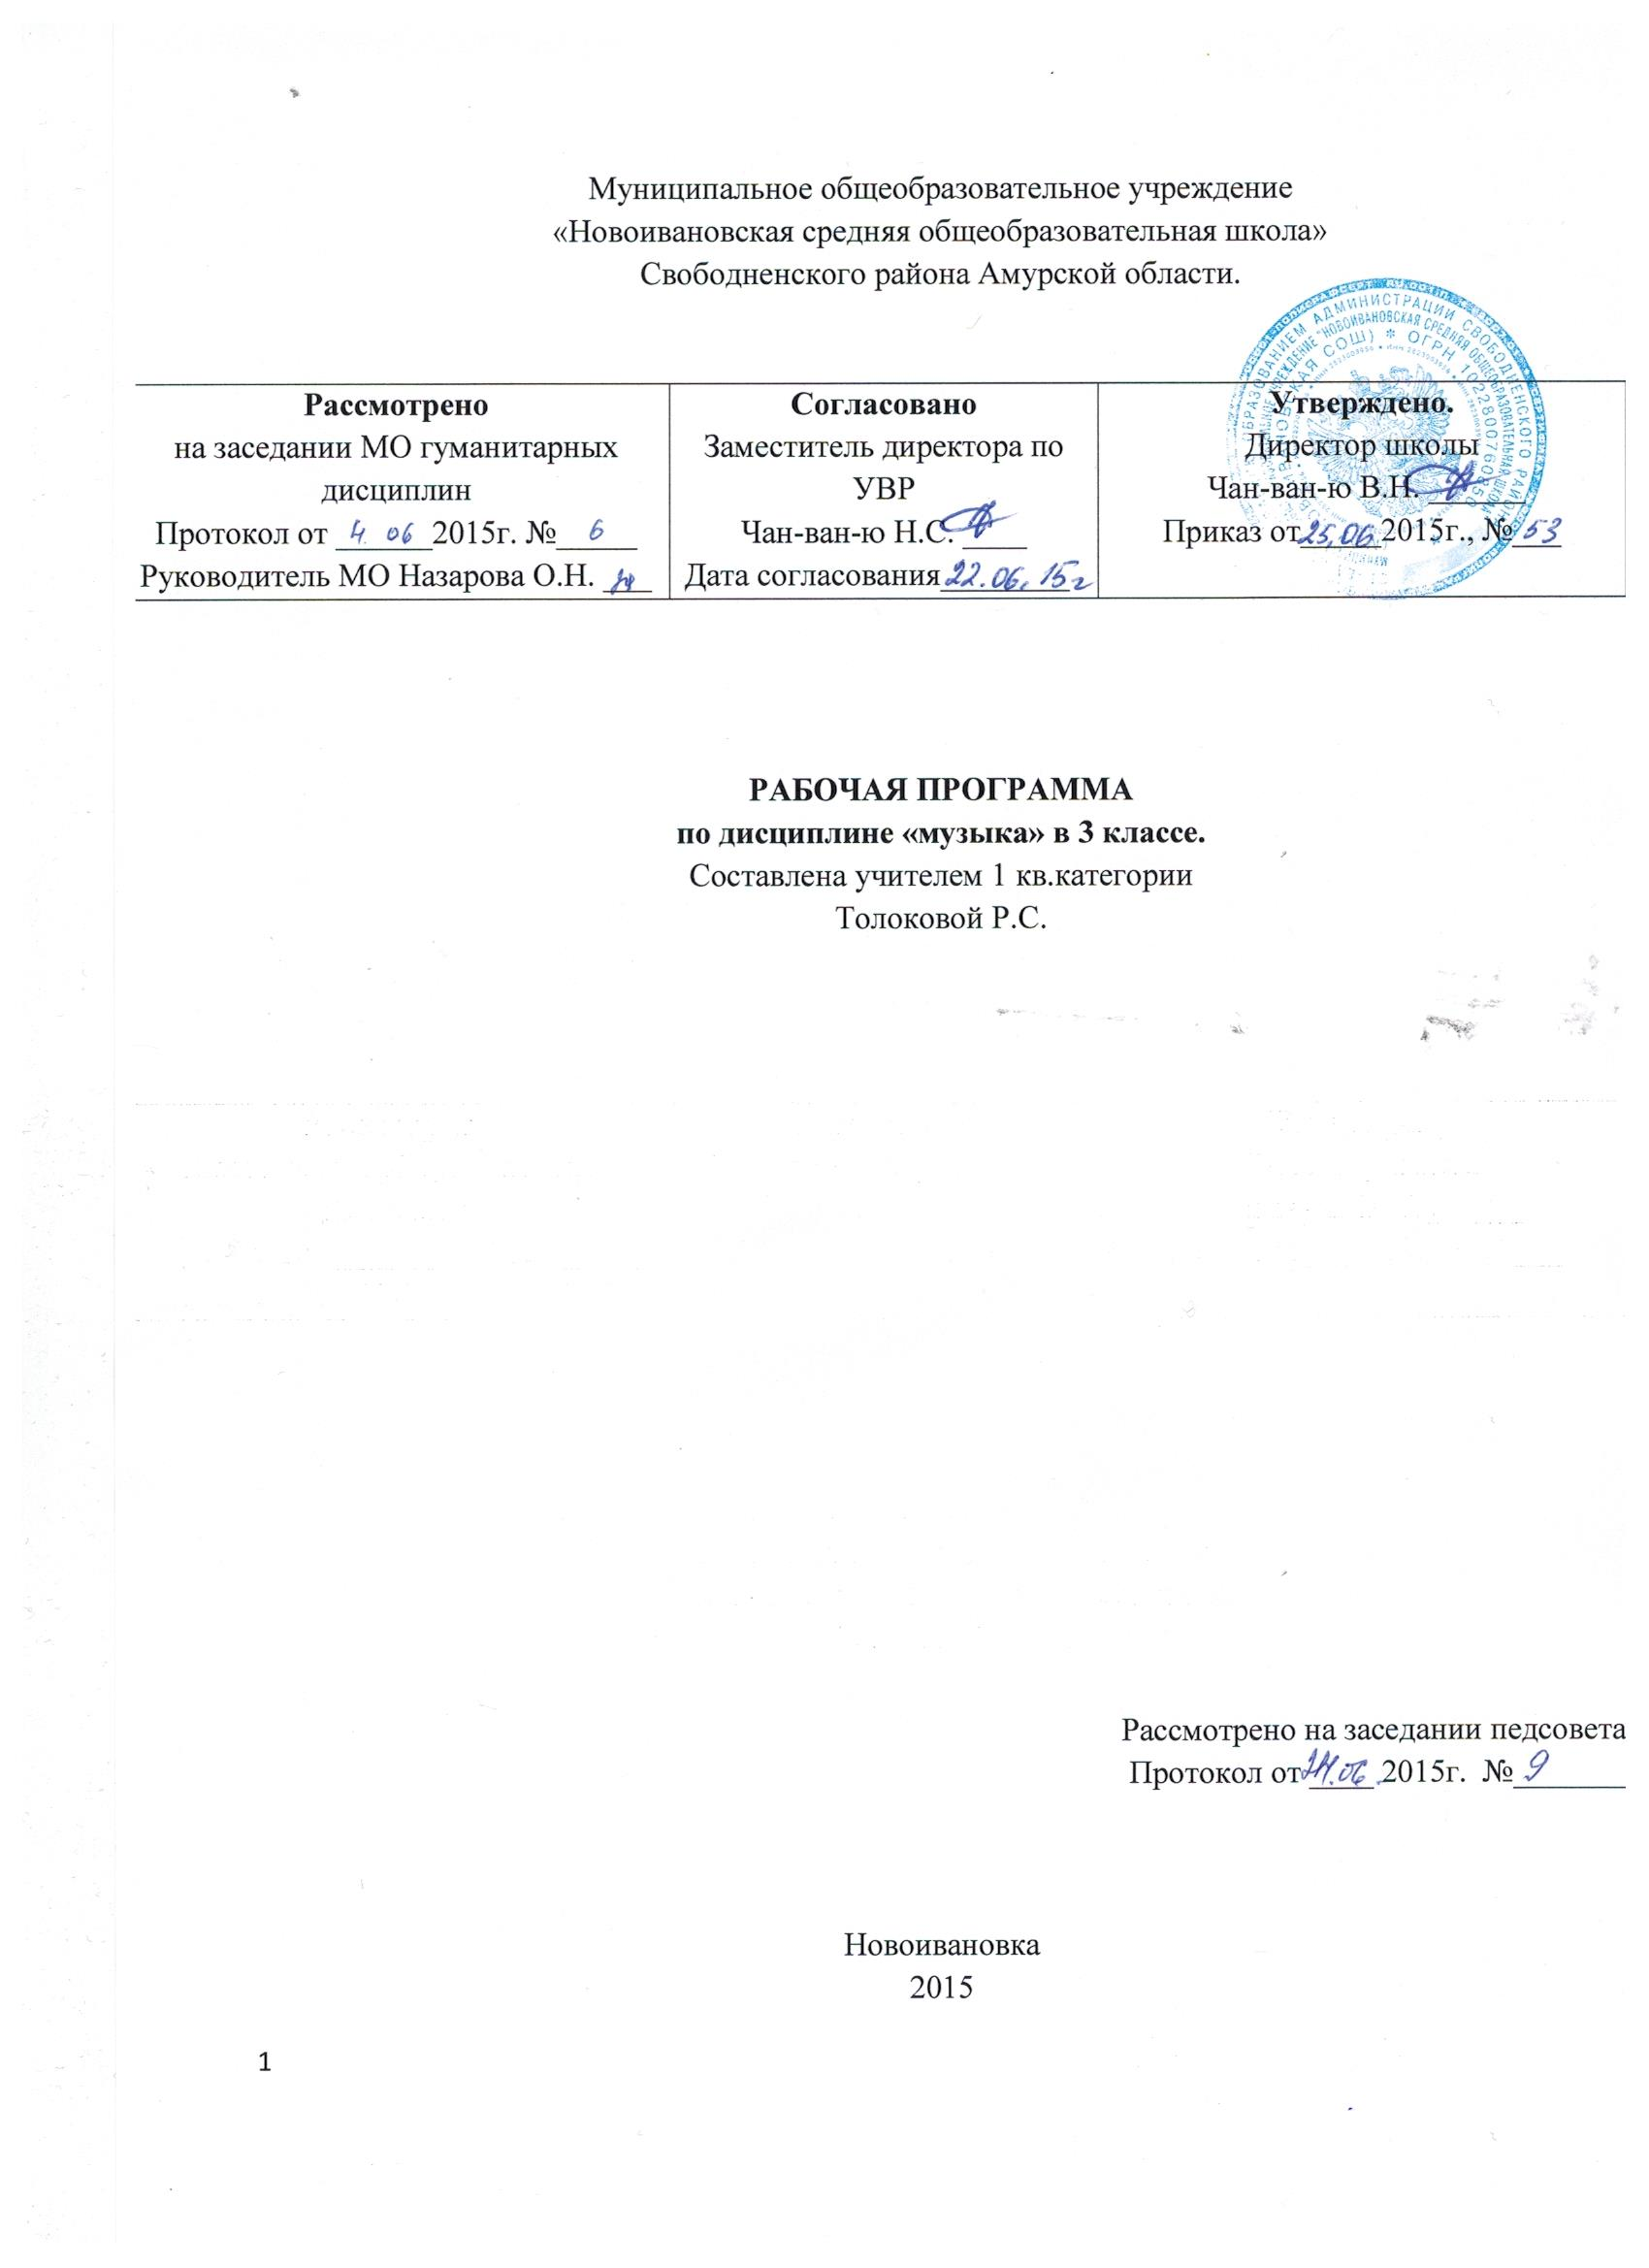 Муниципальное общеобразовательное учреждение
«Новоивановская средняя общеобразовательная школа»
Свободненского района Амурской области.
Рассмотрено
на заседании МО гуманитарных
дисциплин
Протокол от 4. 06 2015г. № 6
Руководитель МО Назарова О.Н.
Согласовано
Заместитель директора по
УВР
Чан-ван-ю Н.С.
Дата согласования 22.06.15г
Утверждено.
Директор школы
Чан-ван-ю В.Н.
Приказ от 25.06 2015г., № 53
РАБОЧАЯ ПРОГРАММА
по дисциплине «музыка» в 3 классе.
Составлена учителем 1 кв.категории
Толоковой Р.С.
Рассмотрено на заседании педсовета
Протокол от 24.06. 2015г. № 9
Новоивановка
2015
1